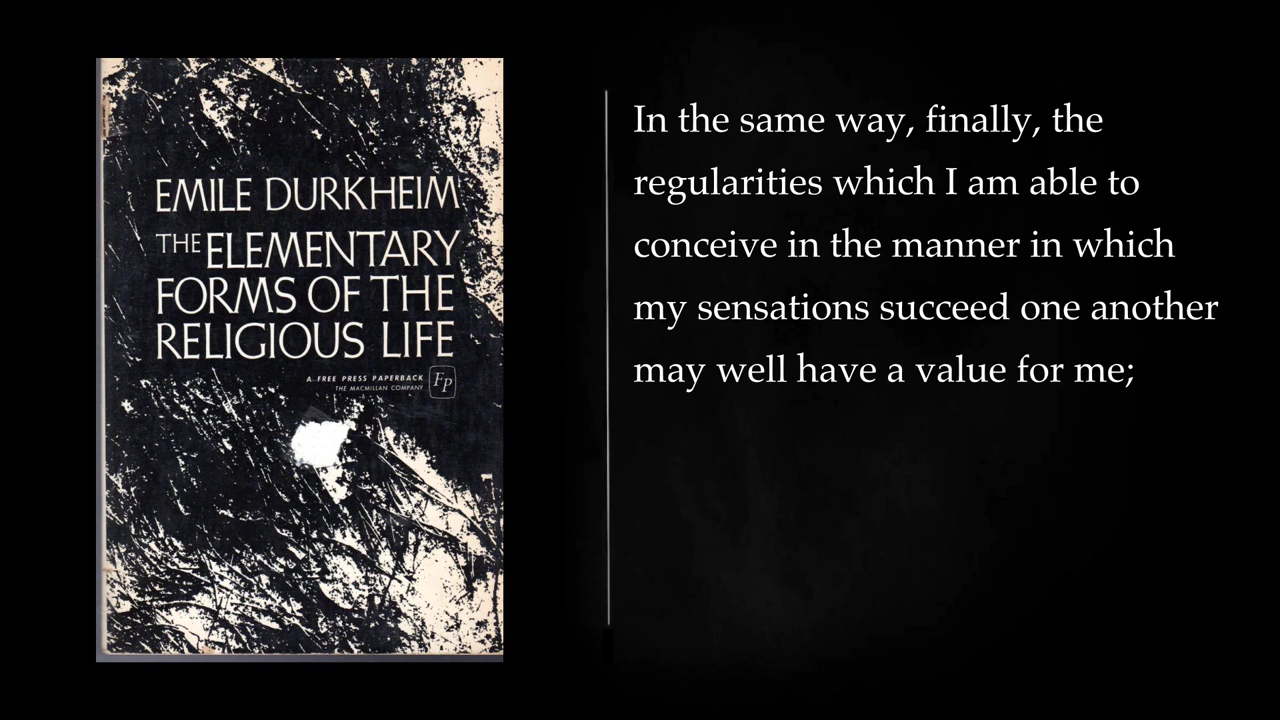 EMILE DURKHEIM
THE ELEMENTARY
FORMS OF THE
RELIGIOUS LIFE
A FREE PRESS PAPERBACK
THE MACMILLAN COMPANY
Fp
In the same way, finally, the
regularities which I am able to
conceive in the manner in which
my sensations succeed one another
may well have a value for me;